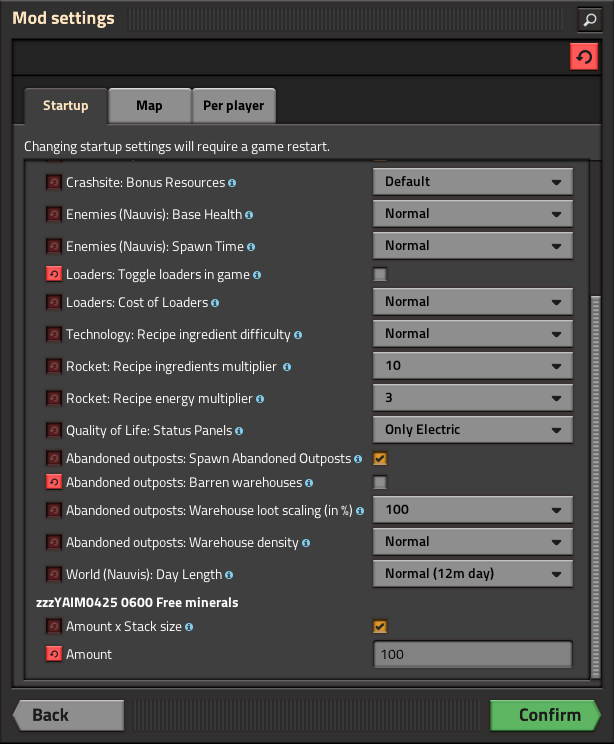 Mod settings
Startup
Map
Per player
Changing startup settings will require a game restart.
Crashsite: Bonus Resources
Default
Enemies (Nauvis): Base Health
Normal
Enemies (Nauvis): Spawn Time
Normal
Loaders: Toggle loaders in game
Loaders: Cost of Loaders
Normal
Technology: Recipe ingredient difficulty
Normal
Rocket: Recipe ingredients multiplier
10
Rocket: Recipe energy multiplier
3
Quality of Life: Status Panels
Only Electric
Abandoned outposts: Spawn Abandoned Outposts
Abandoned outposts: Barren warehouses
Abandoned outposts: Warehouse loot scaling (in %)
100
Abandoned outposts: Warehouse density
Normal
World (Nauvis): Day Length
Normal (12m day)
zzzYAIM0425 0600 Free minerals
Amount x Stack size
Amount
100
Back
Confirm